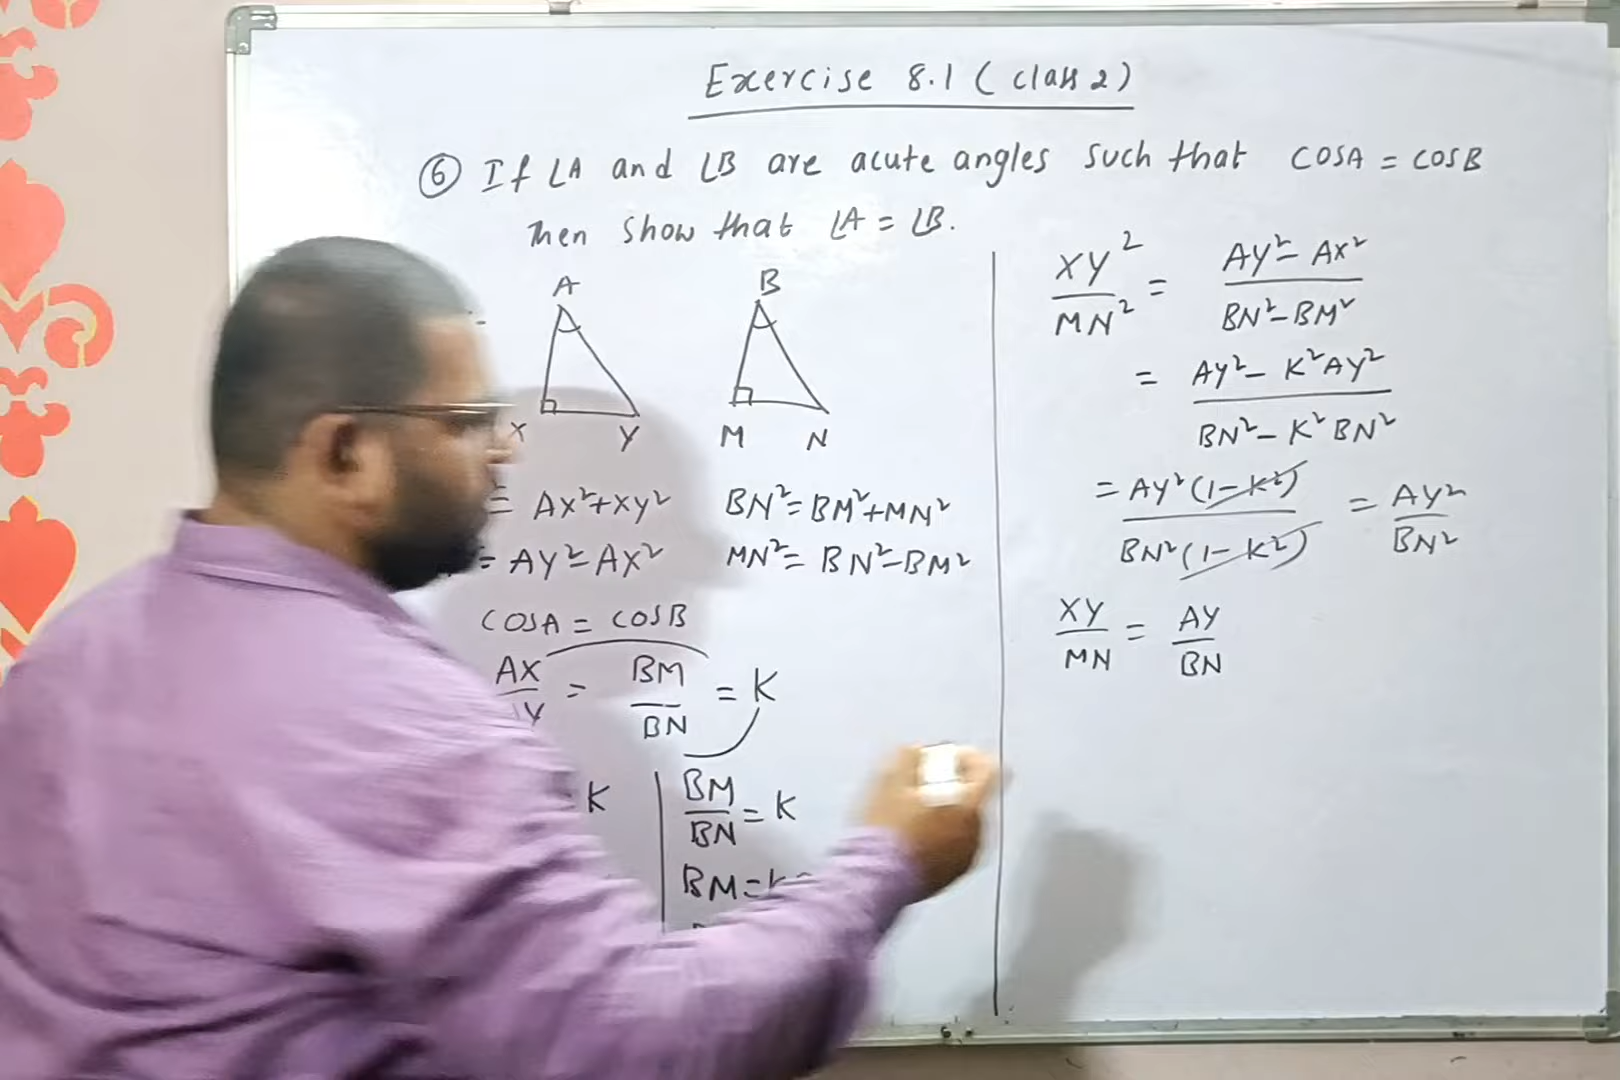 Exercise 8.1 (class 2)
⑥ If ∠A and ∠B are acute angles such that COSA = COSB
Then show that ∠A = ∠B.
A
X Y
B
M N
= AX²+XY²
= AY²-AX²
BN² = BM²+MN²
MN² = BN²-BM²
COSA = COSB
AX/Y = BM/BN = K
K
BM/BN = K
BM = K
XY²/MN² = AY²-AX²/BN²-BM²
= AY²-K²AY²/BN²-K²BN²
= AY²(1-K²)/BN²(1-K²) = AY²/BN²
XY/MN = AY/BN